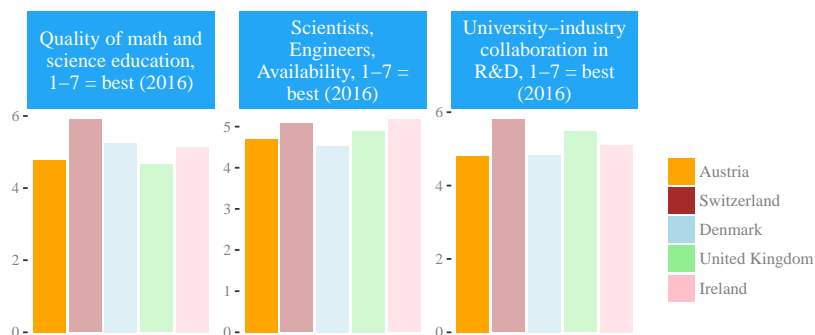 Quality of math and
science education,
1–7 = best (2016)
Scientists,
Engineers,
Availability, 1–7 =
best (2016)
University–industry
collaboration in
R&D, 1–7 = best
(2016)
6
4
2
0
5
4
3
2
1
0
6
4
2
0
Austria
Switzerland
Denmark
United Kingdom
Ireland